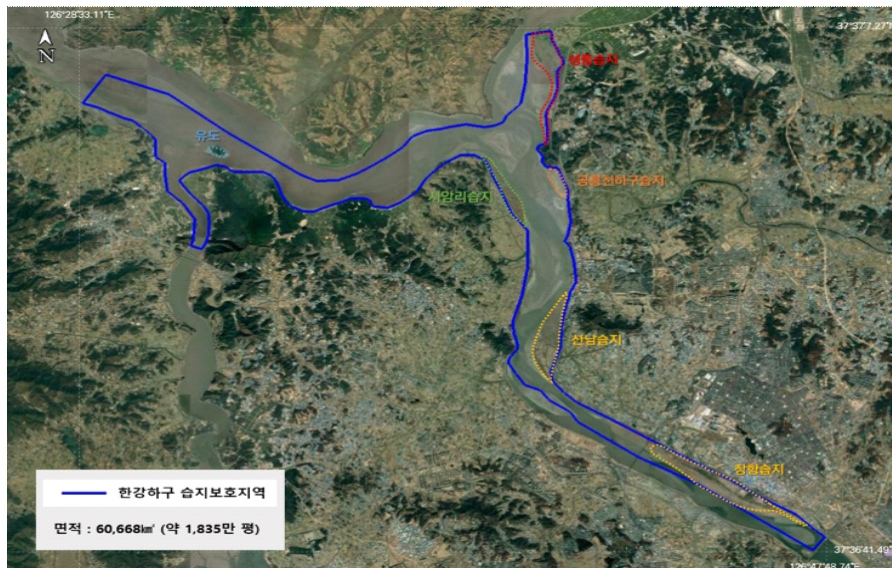 126°28'33.11"E
37°37'7.27"
N
성동습지
유도
공릉천하구습지
시암리습지
산남습지
장항습지
한강하구 습지보호지역
면적 : 60,668㎢ (약 1,835만 평)
37°36'41.49"
126°47'48.74"E